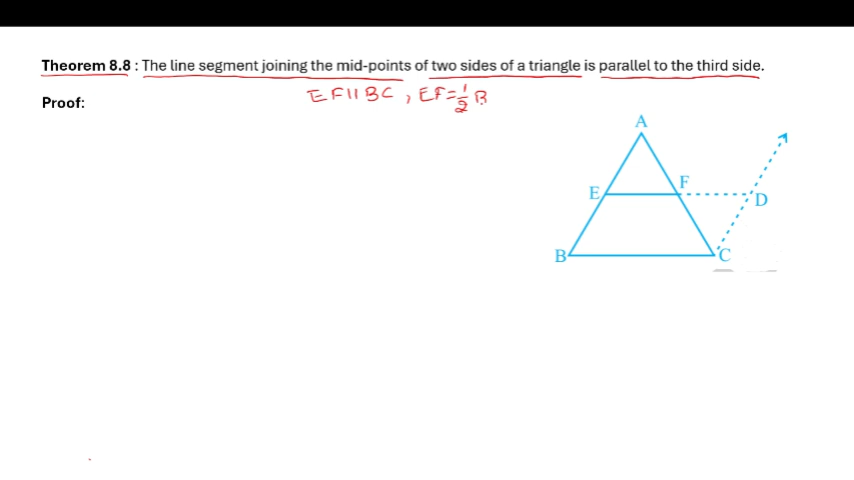 Theorem 8.8 : The line segment joining the mid-points of two sides of a triangle is parallel to the third side.
EF || BC , EF = 1/2 B
Proof:
A
E
F
D
B
C